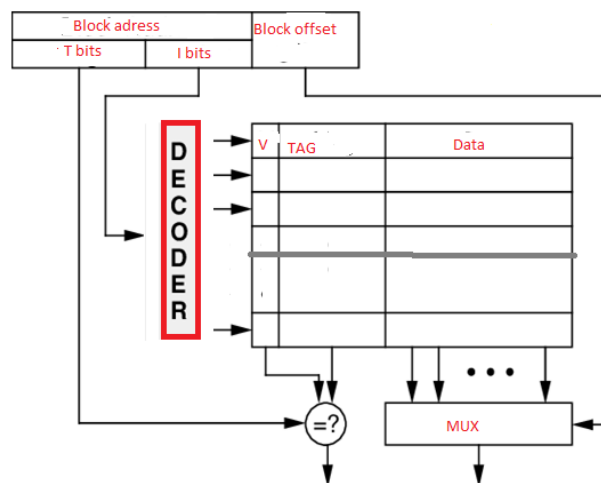 Block adress
Block offset
T bits
I bits
DECODER
V
TAG
Data
=?
MUX